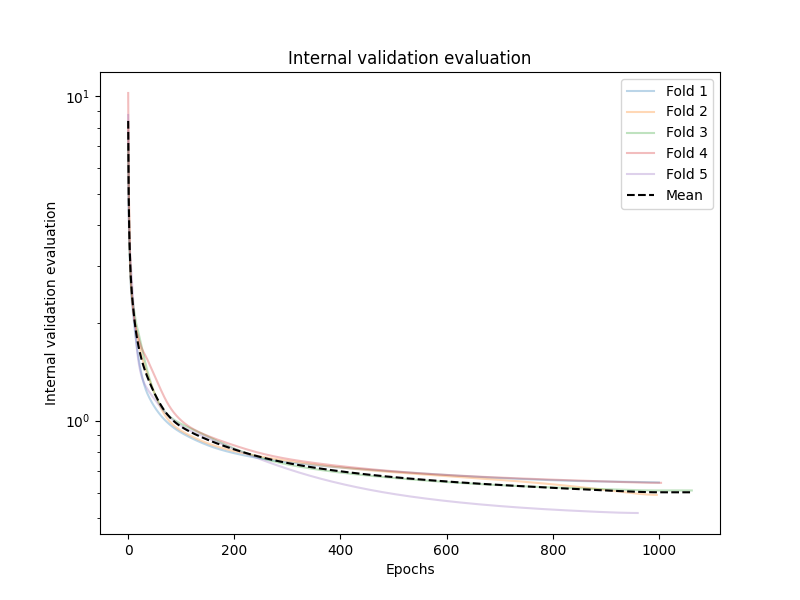 Internal validation evaluation
Fold 1
Fold 2
Fold 3
Fold 4
Fold 5
Mean
10¹
10⁰
Internal validation evaluation
0 200 400 600 800 1000
Epochs